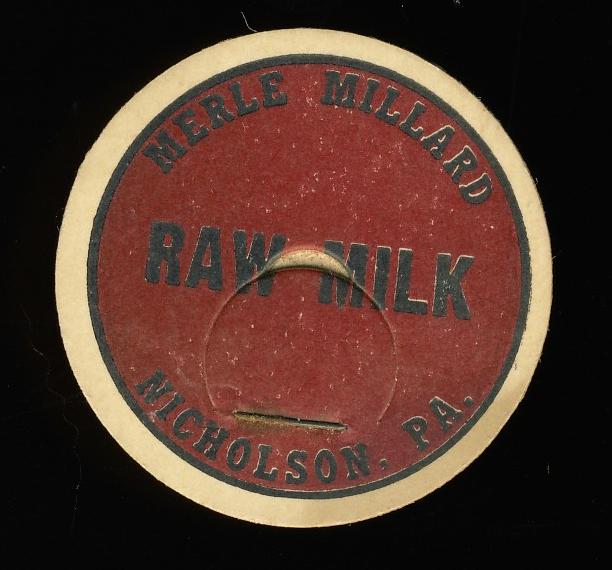 MERLE MILLARD
RAW MILK
NICHOLSON, PA.